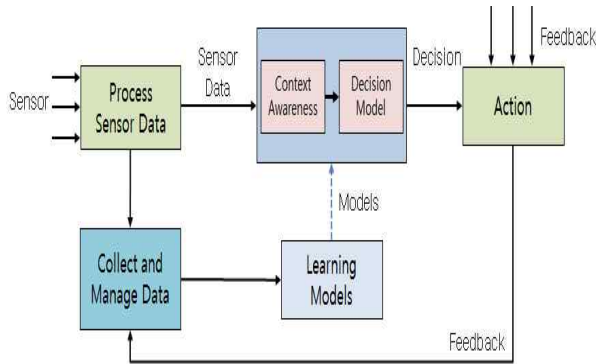 Feedback
Sensor
Data
Decision
Sensor
Process
Sensor Data
Context
Awareness
Decision
Model
Action
Models
Collect and
Manage Data
Learning
Models
Feedback